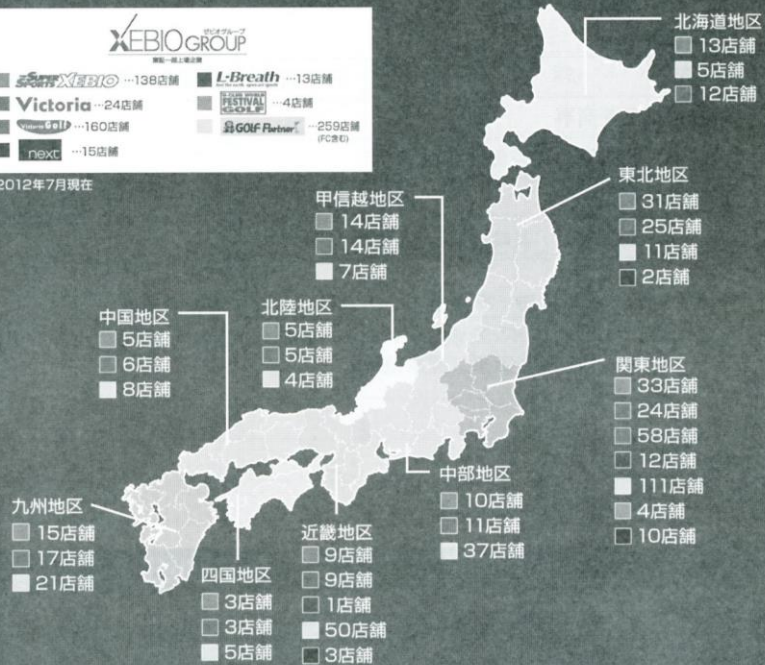 ゼビオグループ
XEBIO GROUP
東証一部上場企業
SUPER SPORTS XEBIO …138店舗
Victoria …24店舗
Victoria Golf …160店舗
next …15店舗
L-Breath …13店舗
FESTIVAL GOLF …4店舗
GOLF Partner …259店舗
(FC含む)
2012年7月現在
北海道地区
13店舗
5店舗
12店舗
東北地区
31店舗
25店舗
11店舗
2店舗
甲信越地区
14店舗
14店舗
7店舗
北陸地区
5店舗
5店舗
4店舗
中国地区
5店舗
6店舗
8店舗
関東地区
33店舗
24店舗
58店舗
12店舗
111店舗
4店舗
10店舗
中部地区
10店舗
11店舗
37店舗
近畿地区
9店舗
9店舗
1店舗
50店舗
3店舗
四国地区
3店舗
3店舗
5店舗
九州地区
15店舗
17店舗
21店舗